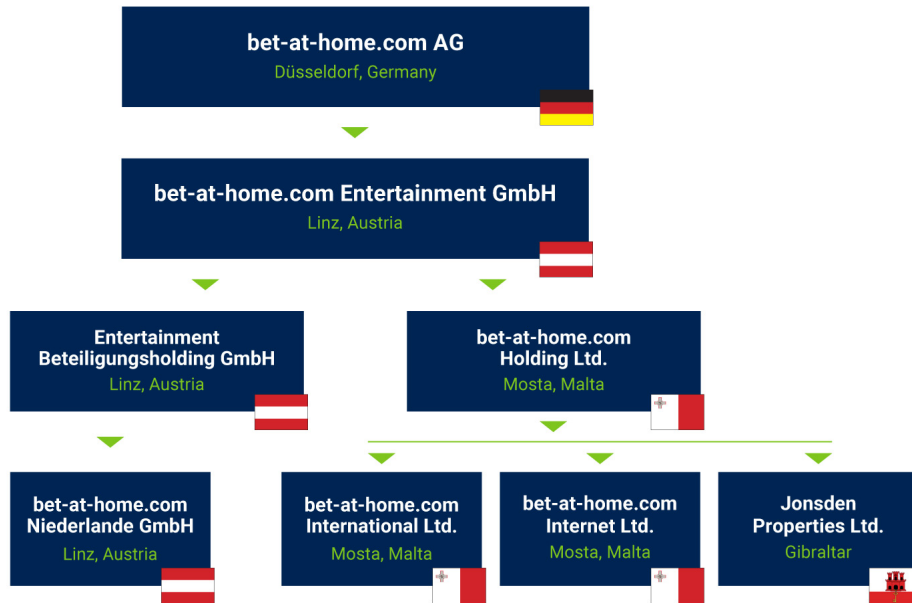 bet-at-home.com AG
Düsseldorf, Germany
bet-at-home.com Entertainment GmbH
Linz, Austria
Entertainment
Beteiligungsholding GmbH
Linz, Austria
bet-at-home.com
Holding Ltd.
Mosta, Malta
bet-at-home.com
Niederlande GmbH
Linz, Austria
bet-at-home.com
International Ltd.
Mosta, Malta
bet-at-home.com
Internet Ltd.
Mosta, Malta
Jonsden
Properties Ltd.
Gibraltar